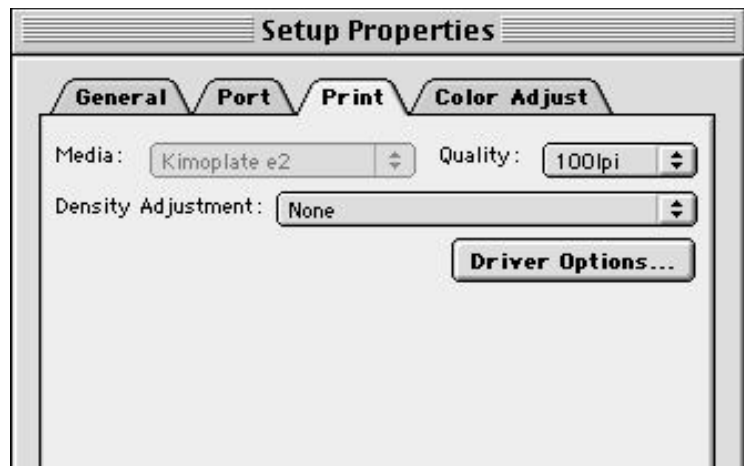 Setup Properties
General Port Print Color Adjust
Media: Kimoplate e2 Quality: 100lpi
Density Adjustment: None
Driver Options...